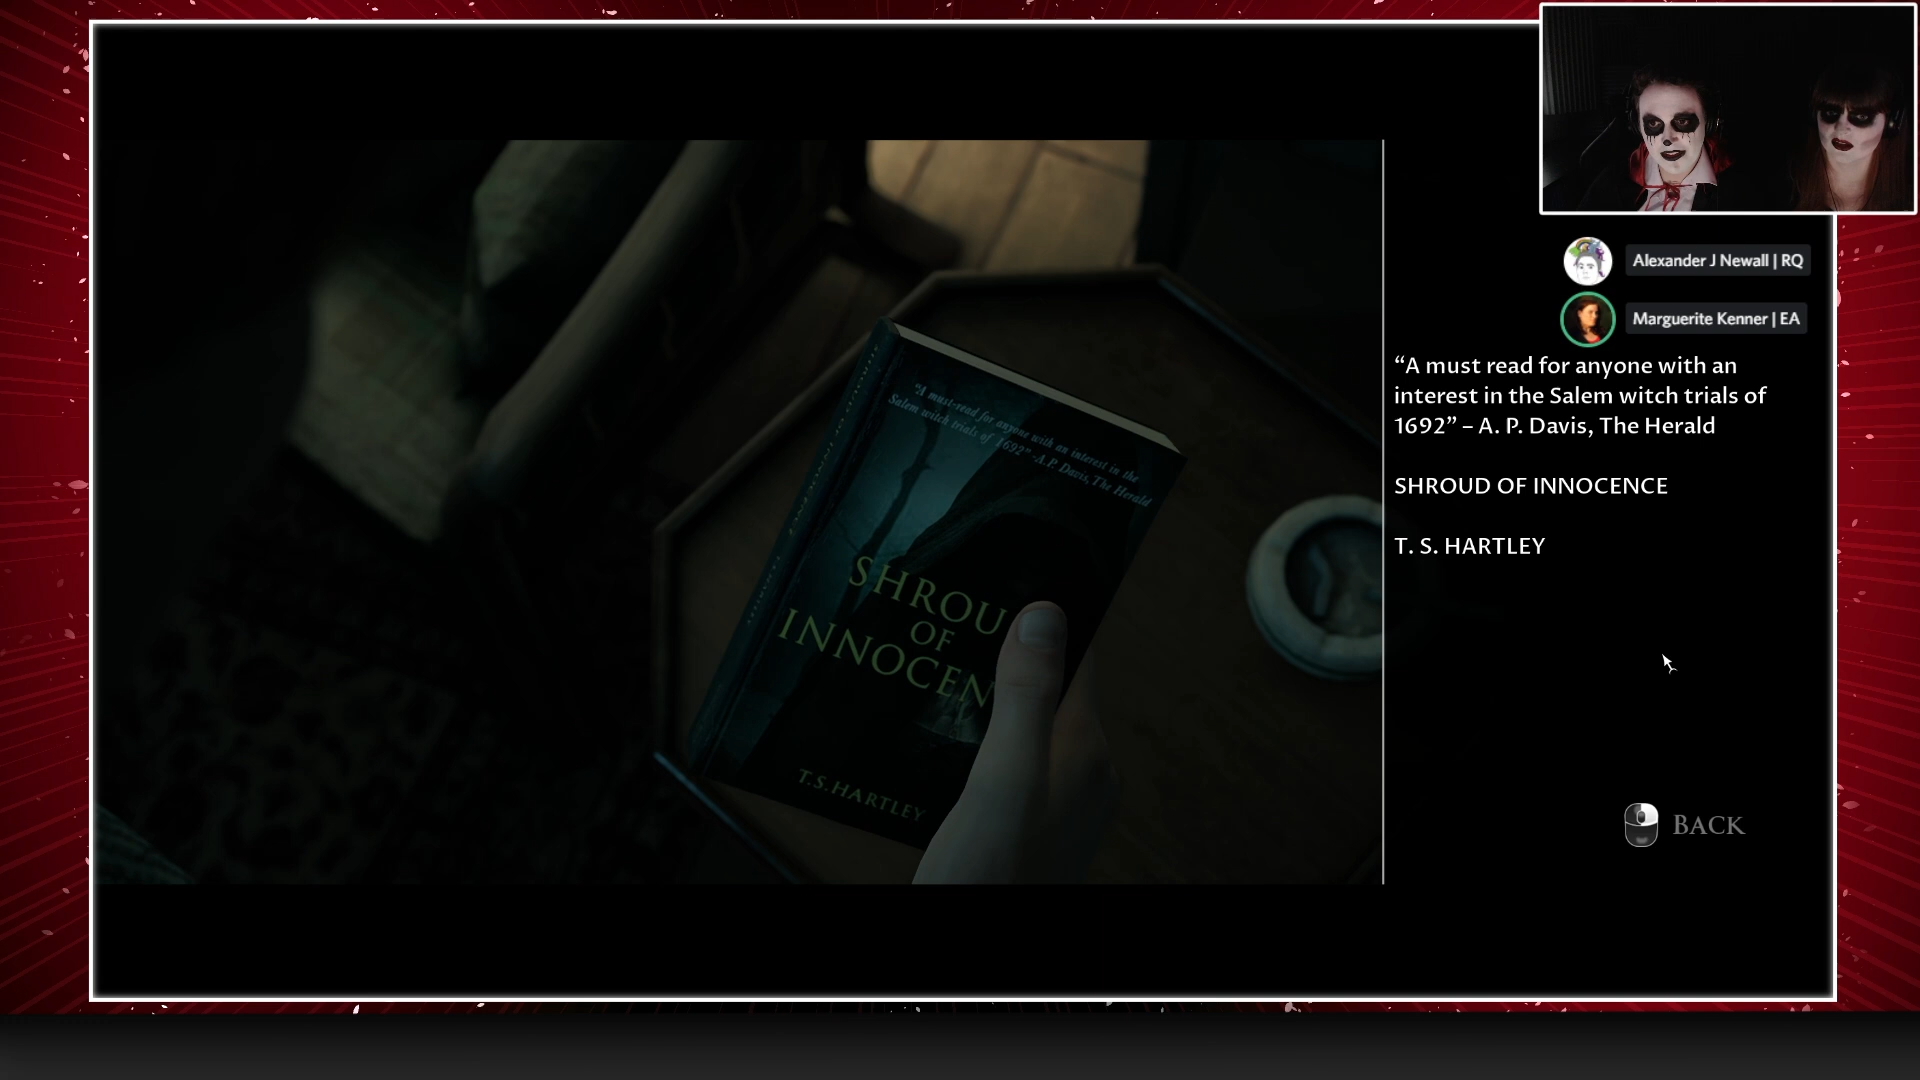 Alexander J Newall | RQ
Marguerite Kenner | EA
“A must read for anyone with an
interest in the Salem witch trials of
1692” – A. P. Davis, The Herald
SHROUD OF INNOCENCE
T. S. HARTLEY
BACK
“A must-read for anyone with an interest in the
Salem witch trials of 1692” -A.P. Davis, The Herald
SHROU
OF
INNOCEN
T.S. HARTLEY